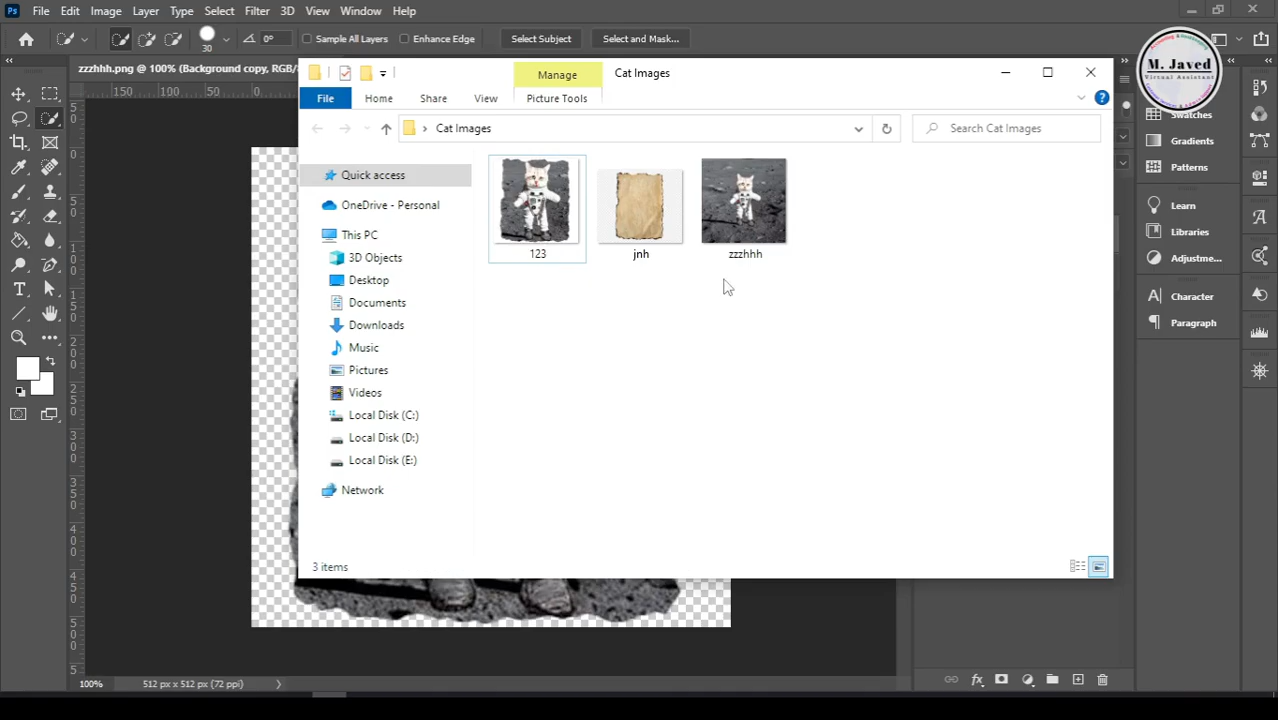 Ps File Edit Image Layer Type Select Filter 3D View Window Help
30 0° Sample All Layers Enhance Edge Select Subject Select and Mask...
zzzhhh.png @ 100% (Background copy, RGB/
150 100 50 0
M. Javed
Virtual Assistant
Manage Cat Images
File Home Share View Picture Tools
Cat Images Search Cat Images
Quick access
OneDrive - Personal
This PC
3D Objects
Desktop
Documents
Downloads
Music
Pictures
Videos
Local Disk (C:)
Local Disk (D:)
Local Disk (E:)
Network
123 jnh zzzhhh
3 items
Swatches
Gradients
Patterns
Learn
Libraries
Adjustme...
Character
Paragraph
100% 512 px x 512 px (72 ppi)